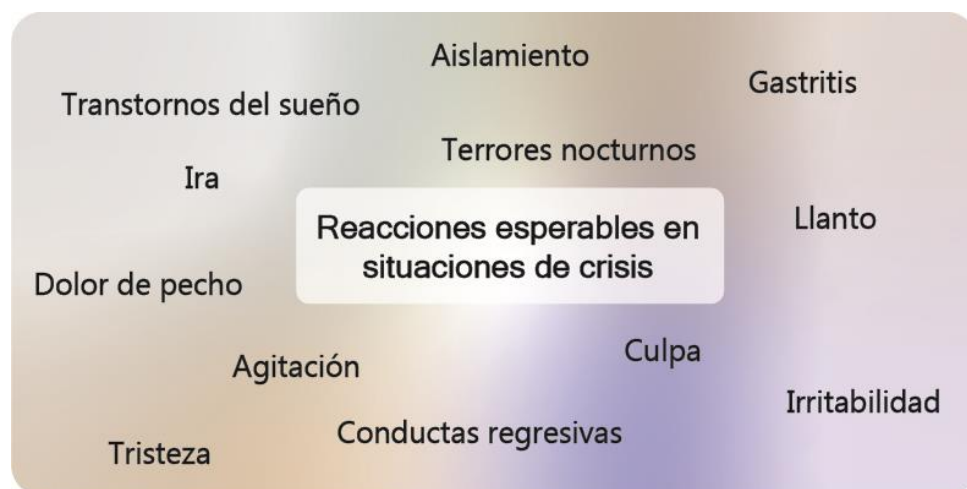 Aislamiento
Gastritis
Transtornos del sueño
Terrores nocturnos
Ira
Llanto
Reacciones esperables en
situaciones de crisis
Dolor de pecho
Culpa
Agitación
Irritabilidad
Conductas regresivas
Tristeza